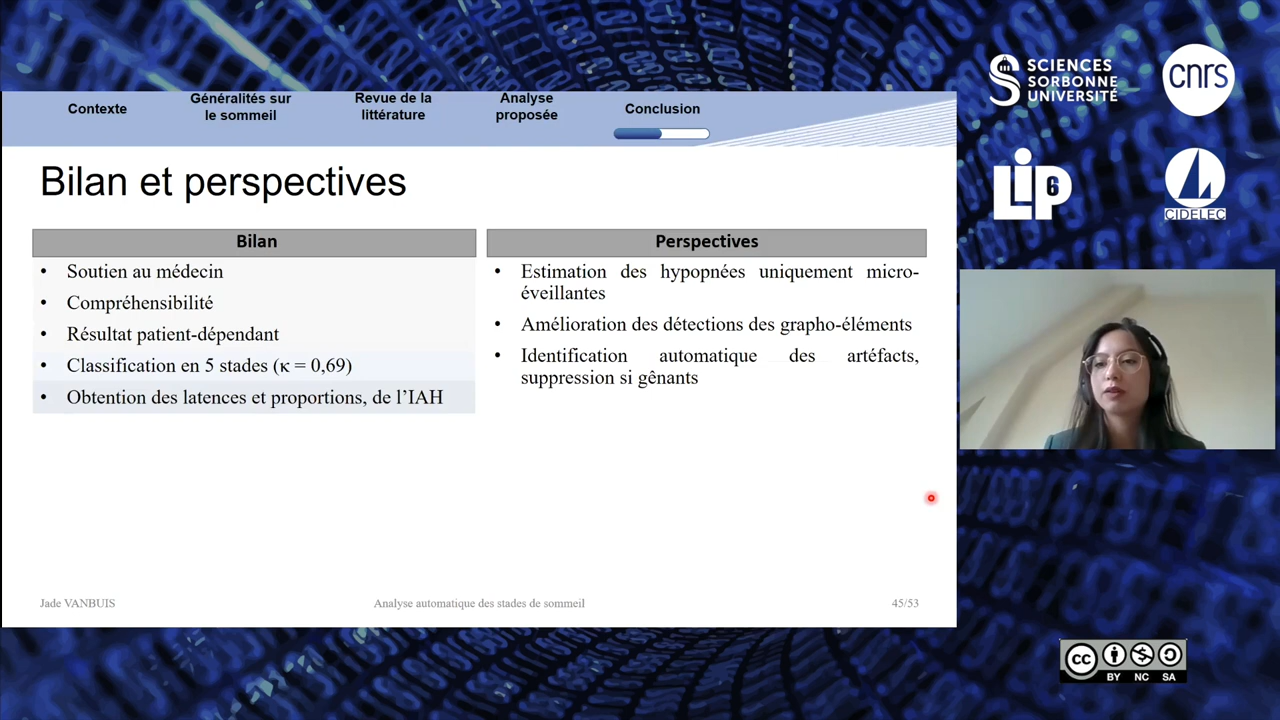 Contexte
Généralités sur
le sommeil
Revue de la
littérature
Analyse
proposée
Conclusion
Bilan et perspectives
Bilan
• Soutien au médecin
• Compréhensibilité
• Résultat patient-dépendant
• Classification en 5 stades (κ = 0,69)
• Obtention des latences et proportions, de l’IAH
Perspectives
• Estimation des hypopnées uniquement micro-
éveillantes
• Amélioration des détections des grapho-éléments
• Identification automatique des artéfacts,
suppression si gênants
Jade VANBUIS
Analyse automatique des stades de sommeil
45/53
SCIENCES
SORBONNE
UNIVERSITÉ
cnrs
LIP6
CIDELEC
cc
BY NC SA